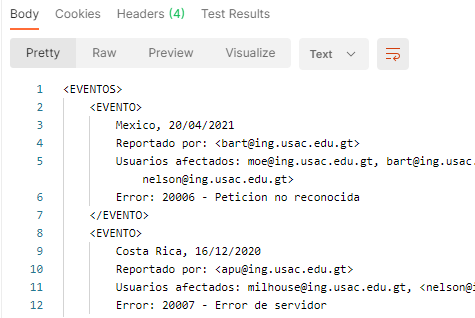 Body Cookies Headers (4) Test Results
Pretty Raw Preview Visualize Text
1 <EVENTOS>
2 <EVENTO>
3 Mexico, 20/04/2021
4 Reportado por: <bart@ing.usac.edu.gt>
5 Usuarios afectados: moe@ing.usac.edu.gt, bart@ing.usac.
nelson@ing.usac.edu.gt>
6 Error: 20006 - Peticion no reconocida
7 </EVENTO>
8 <EVENTO>
9 Costa Rica, 16/12/2020
10 Reportado por: <apu@ing.usac.edu.gt>
11 Usuarios afectados: milhouse@ing.usac.edu.gt, <nelson@i
12 Error: 20007 - Error de servidor